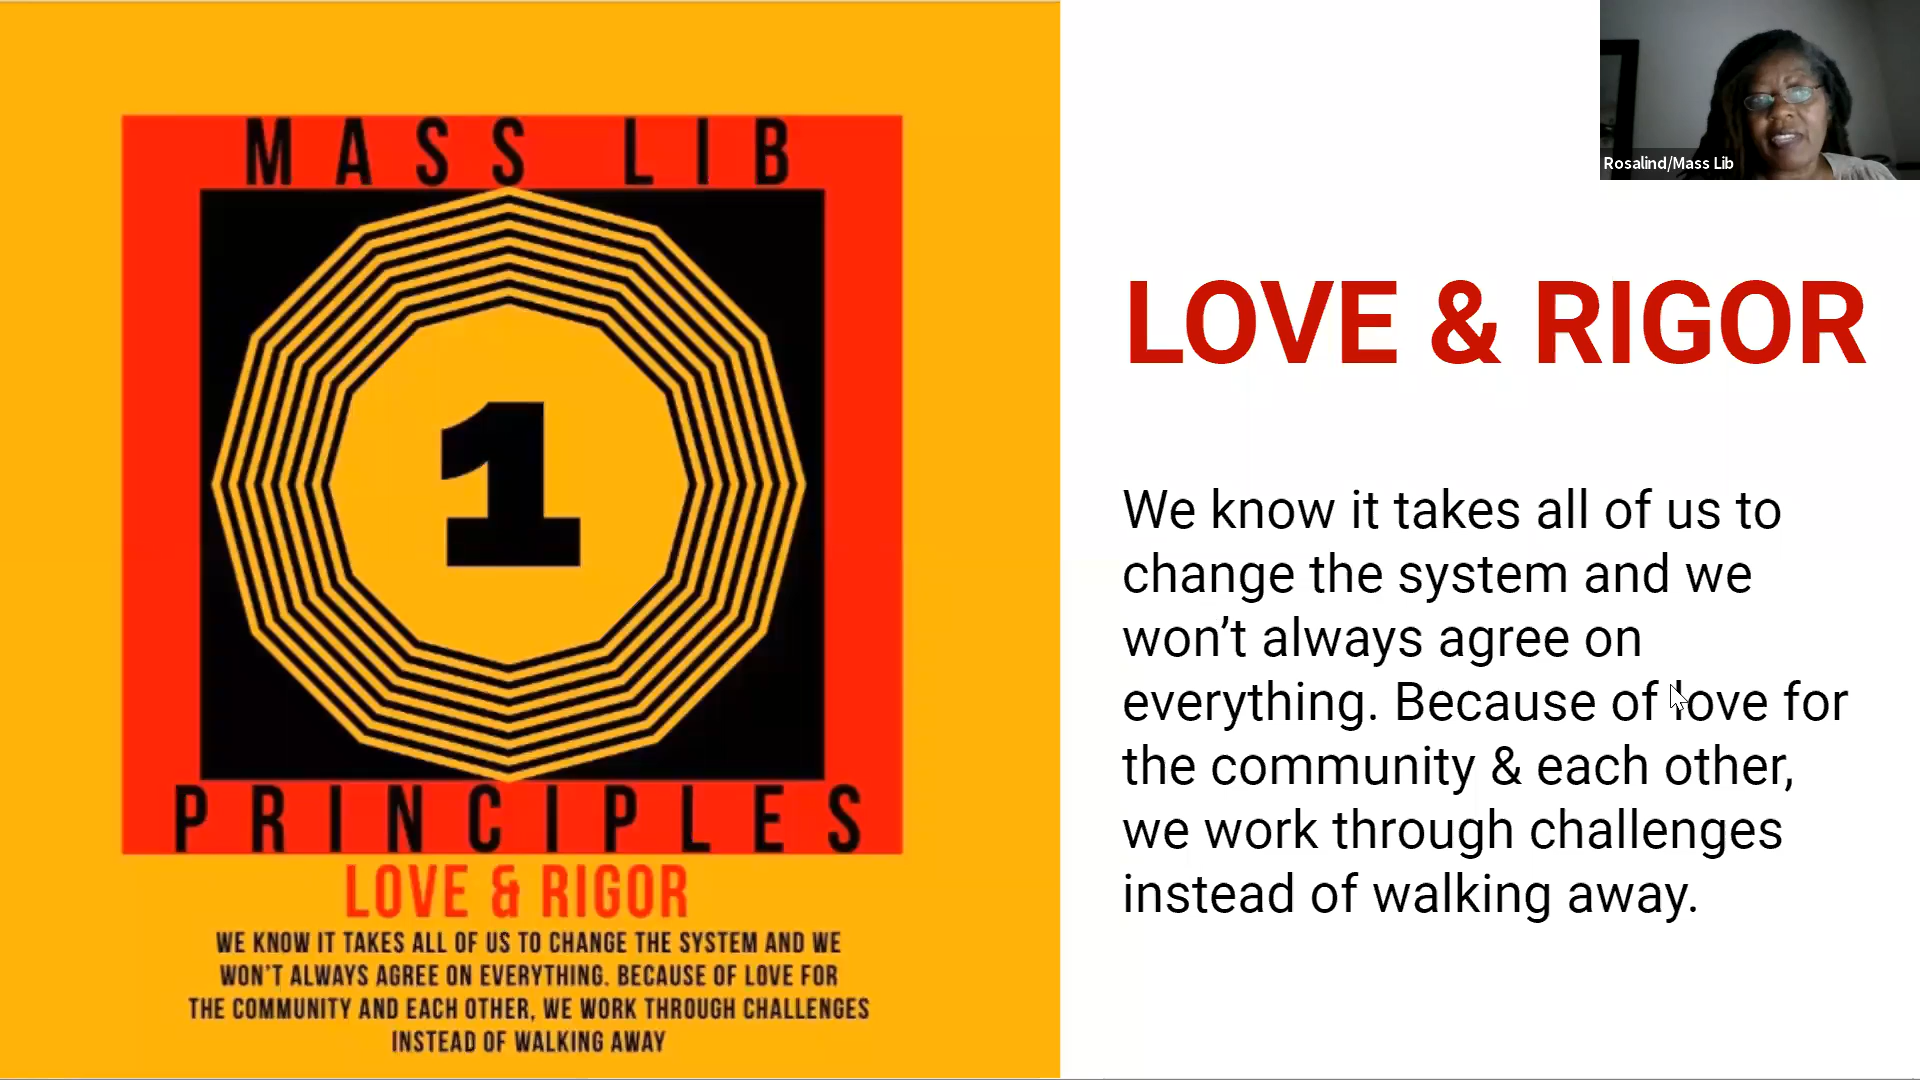 MASS LIB
1
PRINCIPLES
LOVE & RIGOR
WE KNOW IT TAKES ALL OF US TO CHANGE THE SYSTEM AND WE
WON'T ALWAYS AGREE ON EVERYTHING. BECAUSE OF LOVE FOR
THE COMMUNITY AND EACH OTHER, WE WORK THROUGH CHALLENGES
INSTEAD OF WALKING AWAY
Rosalind/Mass Lib
LOVE & RIGOR
We know it takes all of us to
change the system and we
won’t always agree on
everything. Because of love for
the community & each other,
we work through challenges
instead of walking away.